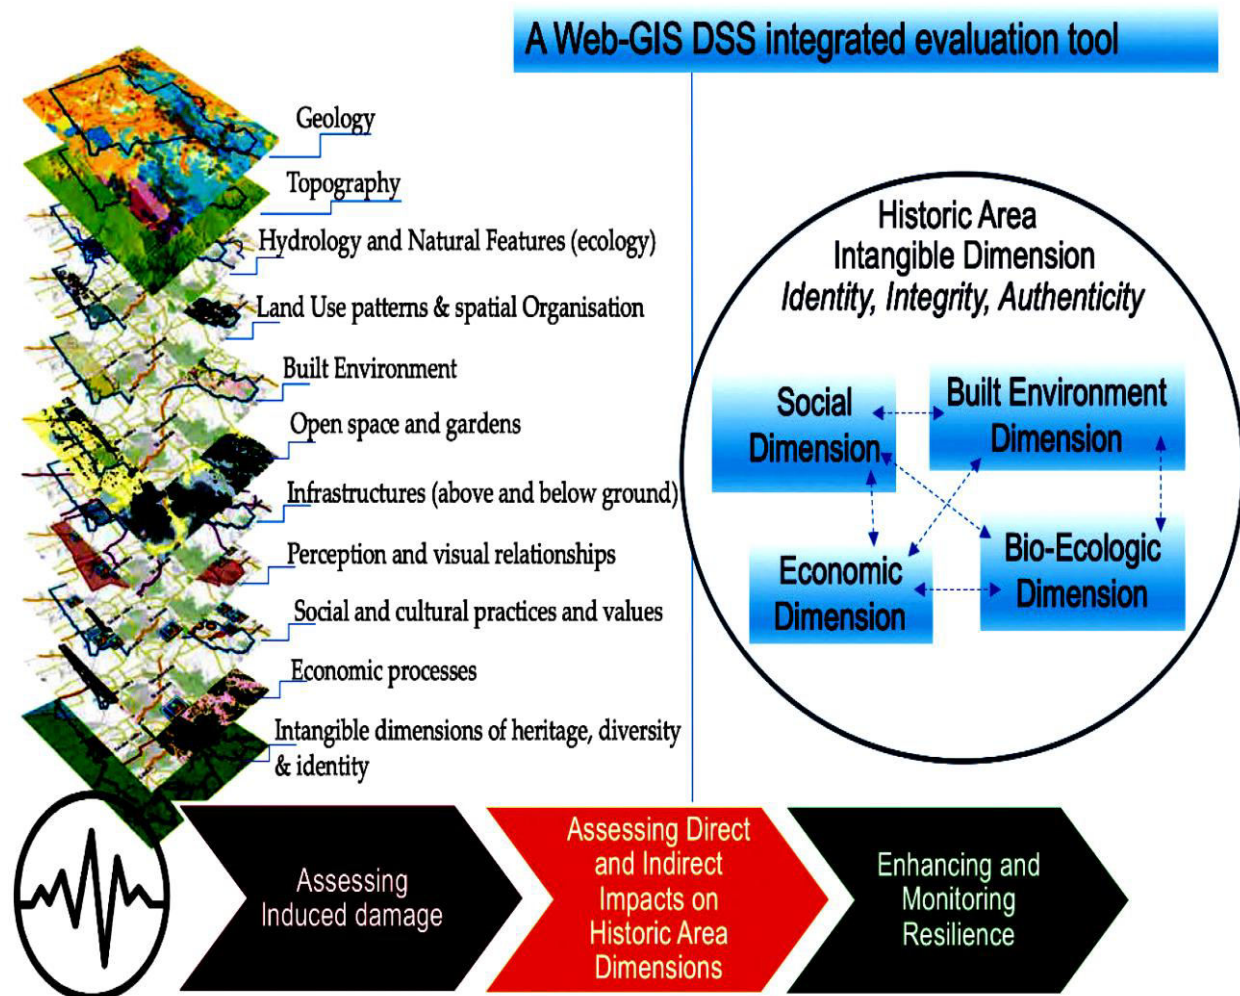 A Web-GIS DSS integrated evaluation tool
Geology
Topography
Hydrology and Natural Features (ecology)
Land Use patterns & spatial Organisation
Built Environment
Open space and gardens
Infrastructures (above and below ground)
Perception and visual relationships
Social and cultural practices and values
Economic processes
Intangible dimensions of heritage, diversity
& identity
Historic Area
Intangible Dimension
Identity, Integrity, Authenticity
Social
Dimension
Built Environment
Dimension
Economic
Dimension
Bio-Ecologic
Dimension
Assessing
Induced damage
Assessing Direct
and Indirect
Impacts on
Historic Area
Dimensions
Enhancing and
Monitoring
Resilience